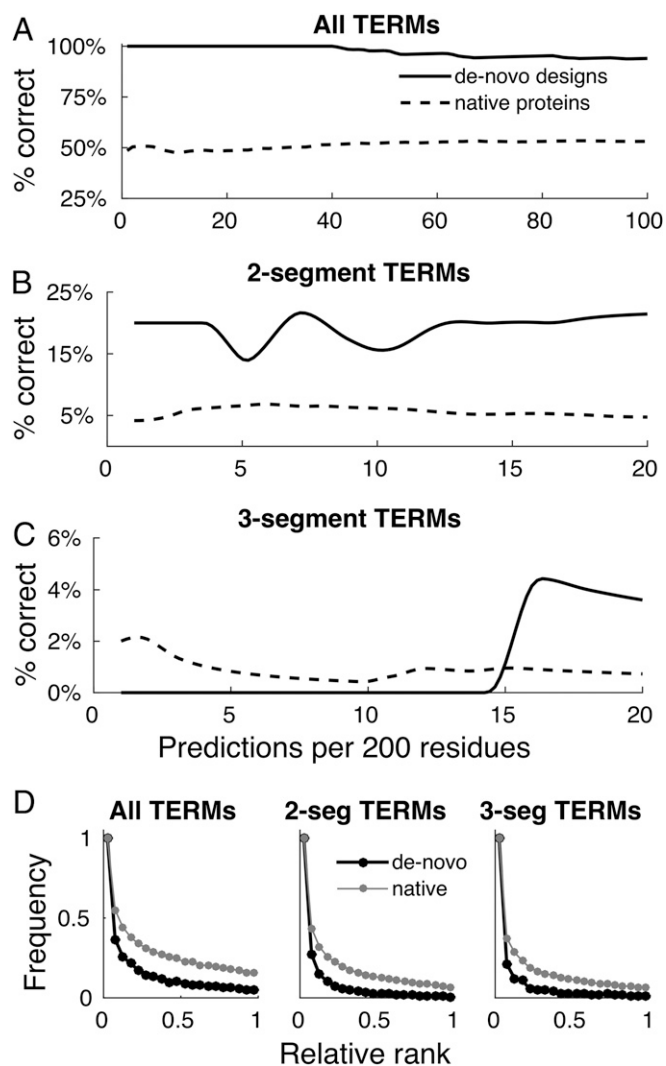 A
All TERMs
100%
75%
50%
25%
% correct
de-novo designs
native proteins
0 20 40 60 80 100
B
2-segment TERMs
25%
15%
5%
% correct
0 5 10 15 20
C
3-segment TERMs
6%
4%
2%
0%
% correct
0 5 10 15 20
Predictions per 200 residues
D
All TERMs 2-seg TERMs 3-seg TERMs
1
0.5
0
Frequency
de-novo
native
0 0.5 1 0 0.5 1 0 0.5 1
Relative rank